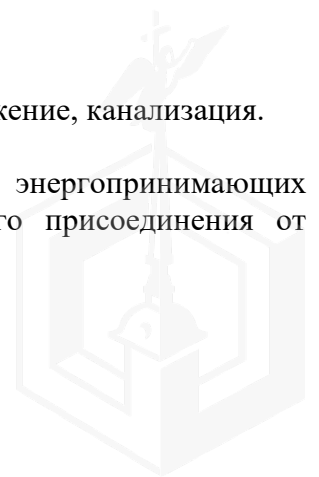 жение, канализация.
энергопринимающих
го присоединения от